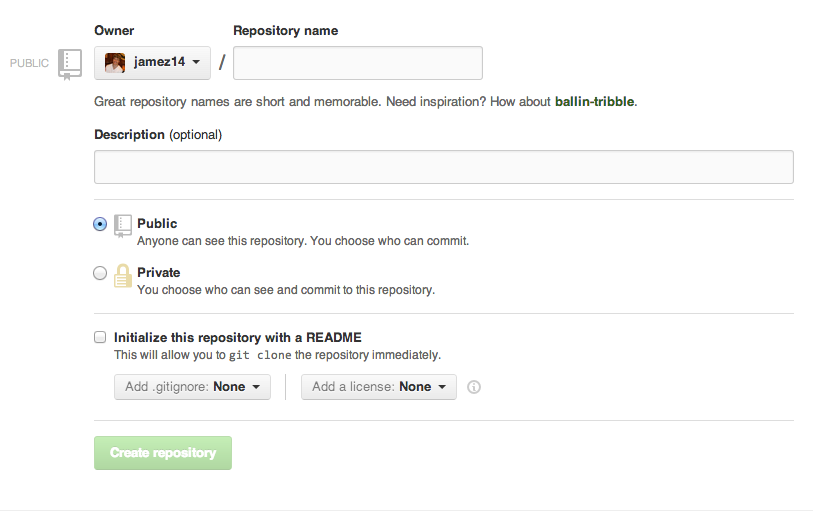 Owner Repository name
PUBLIC jamez14 /
Great repository names are short and memorable. Need inspiration? How about ballin-tribble.
Description (optional)
Public
Anyone can see this repository. You choose who can commit.
Private
You choose who can see and commit to this repository.
Initialize this repository with a README
This will allow you to git clone the repository immediately.
Add .gitignore: None Add a license: None
Create repository